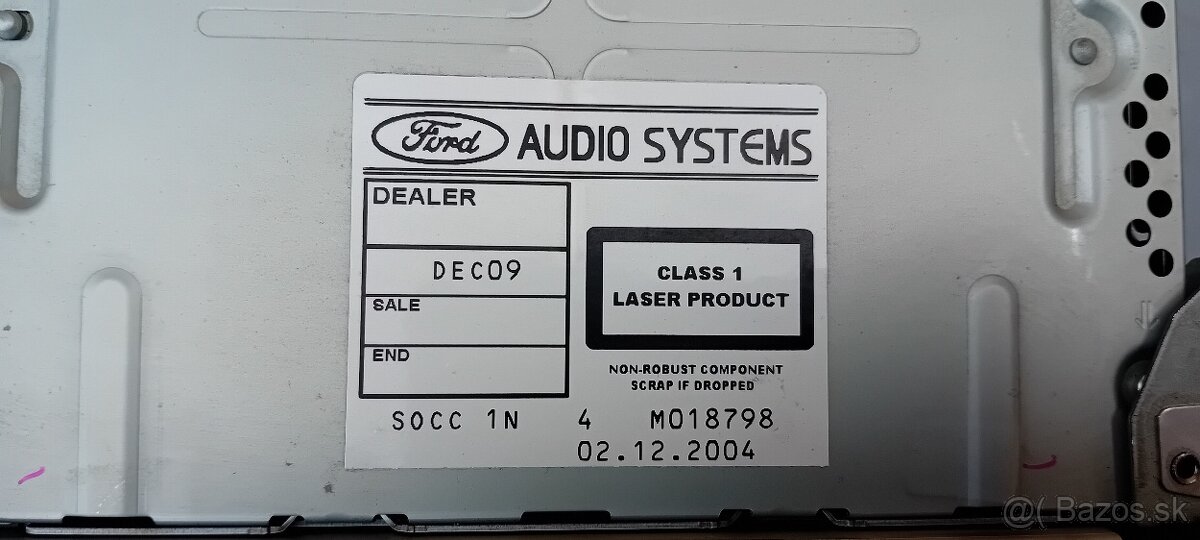 Ford AUDIO SYSTEMS
DEALER
DEC09
SALE
END
CLASS 1
LASER PRODUCT
NON-ROBUST COMPONENT
SCRAP IF DROPPED
SOCC 1N 4 M018798
02.12.2004
@( Bazos.sk